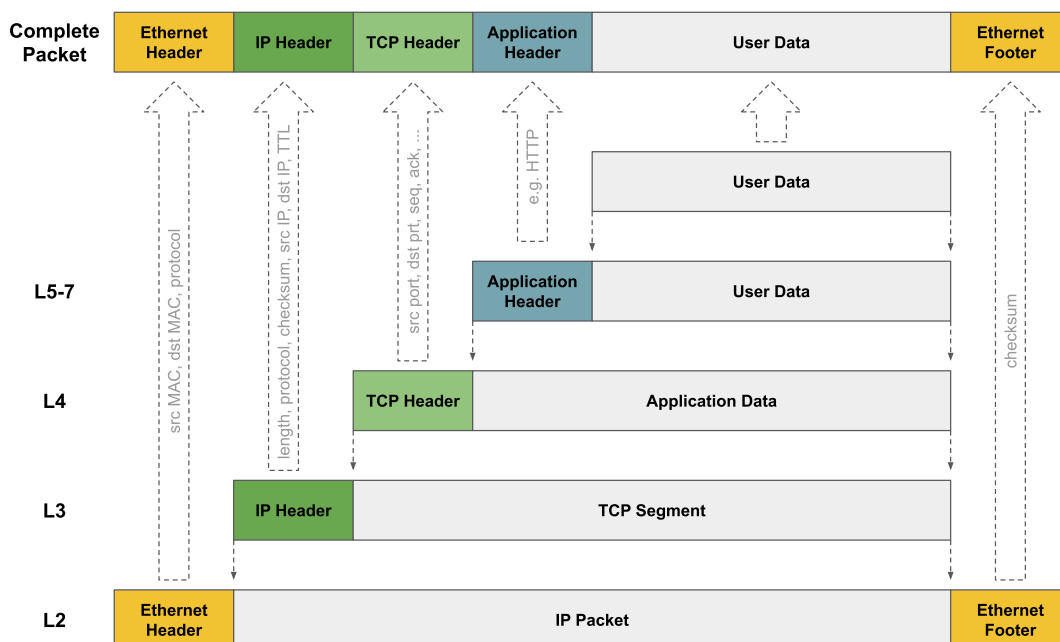 Complete
Packet
Ethernet
Header
IP Header
TCP Header
Application
Header
User Data
Ethernet
Footer
src MAC, dst MAC, protocol
length, protocol, checksum, src IP, dst IP, TTL
src port, dst prt, seq, ack, ...
e.g. HTTP
checksum
User Data
L5-7
Application
Header
User Data
L4
TCP Header
Application Data
L3
IP Header
TCP Segment
L2
Ethernet
Header
IP Packet
Ethernet
Footer